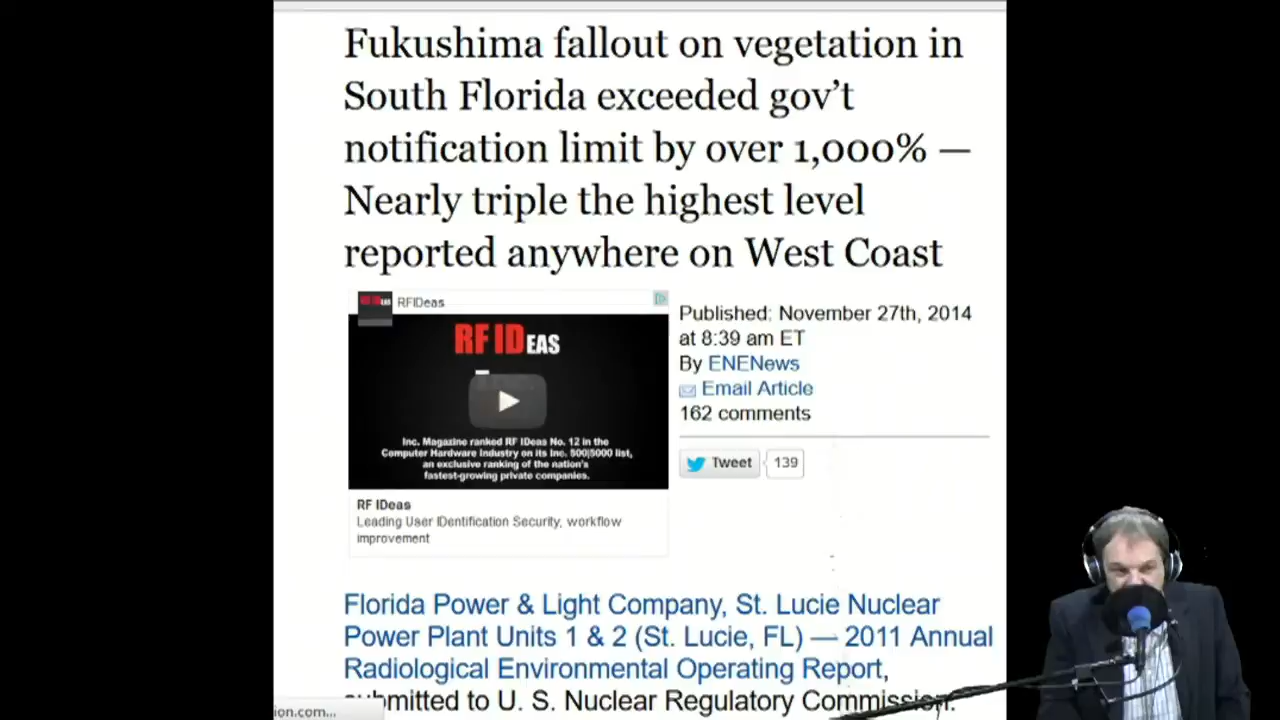 Fukushima fallout on vegetation in
South Florida exceeded gov't
notification limit by over 1,000% —
Nearly triple the highest level
reported anywhere on West Coast
RFIDeas
RF IDEAS
Inc. Magazine ranked RF IDeas No. 12 in the
Computer Hardware Industry on its Inc. 500|5000 list,
an exclusive ranking of the nation's
fastest-growing private companies.
RF IDeas
Leading User IDentification Security, workflow
improvement
Published: November 27th, 2014
at 8:39 am ET
By ENENews
Email Article
162 comments
Tweet 139
Florida Power & Light Company, St. Lucie Nuclear
Power Plant Units 1 & 2 (St. Lucie, FL) — 2011 Annual
Radiological Environmental Operating Report,
submitted to U. S. Nuclear Regulatory Commission.
ion.com...